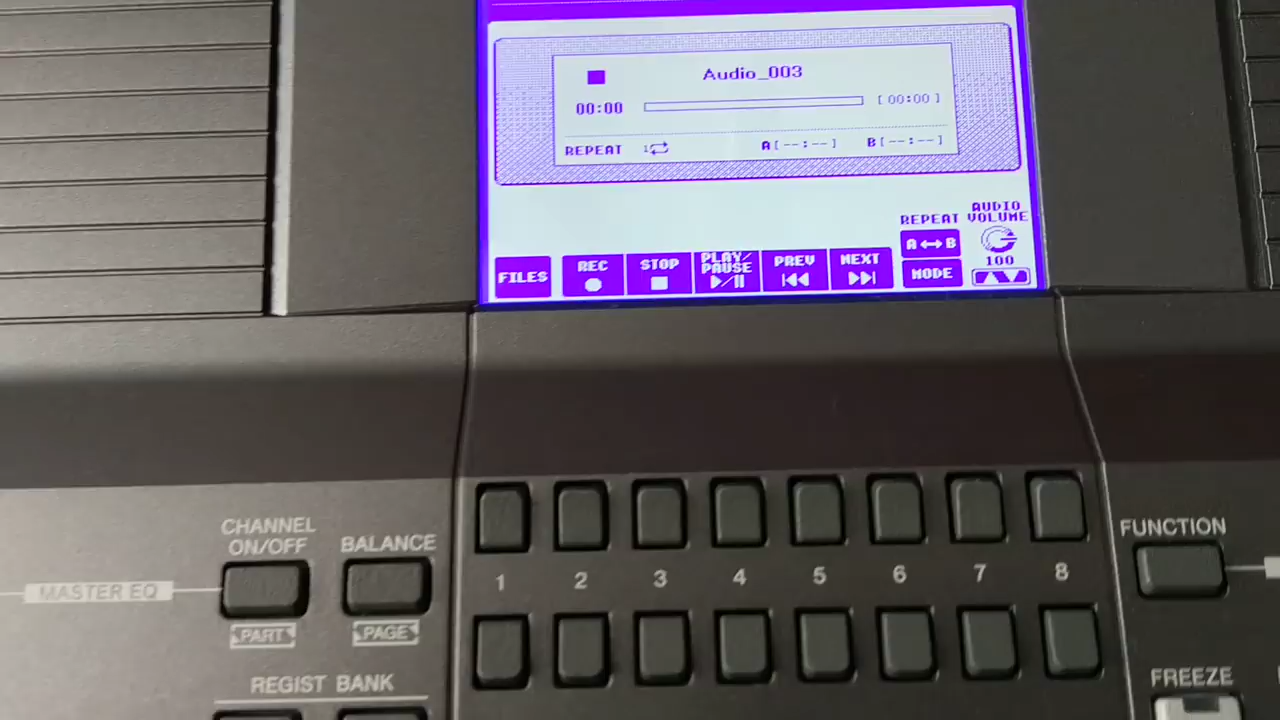 Audio_003
00:00 [00:00]
REPEAT 1 A[--:--] B[--:--]
REPEAT AUDIO VOLUME
FILES REC STOP PLAY/PAUSE PREV NEXT A↔B 100
MODE
CHANNEL ON/OFF
BALANCE
FUNCTION
1 2 3 4 5 6 7 8
MASTER EQ
PART PAGE
REGIST BANK
FREEZE